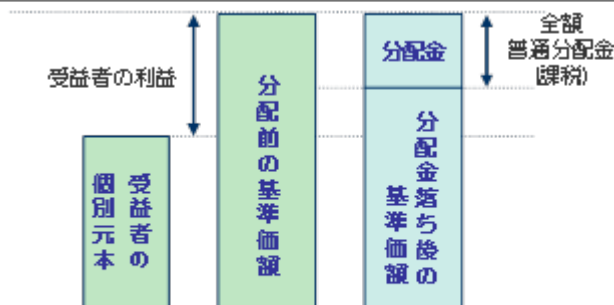 全額
普通分配金
(課税)
受益者の利益
分配金
分配前の基準価額
分配金落ち後の
基準価額
受益者の
個別元本